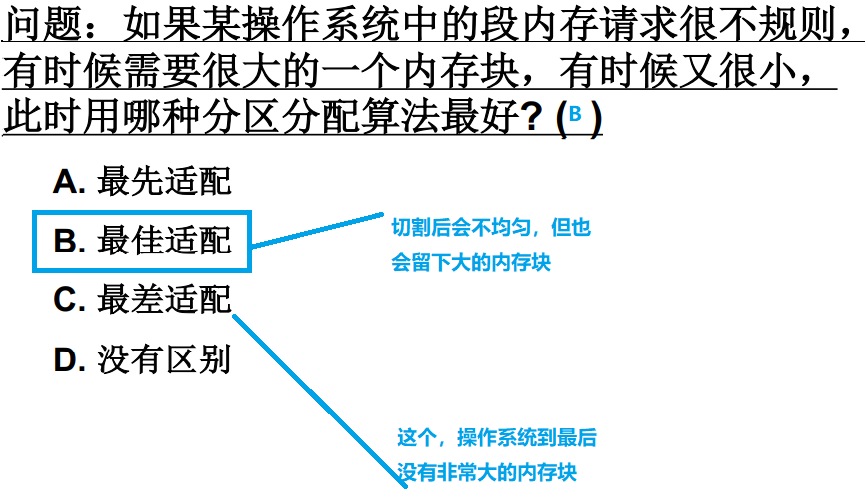 问题：如果某操作系统中的段内存请求很不规则，
有时候需要很大的一个内存块，有时候又很小，
此时用哪种分区分配算法最好? (B )
A. 最先适配
B. 最佳适配
切割后会不均匀，但也
会留下大的内存块
C. 最差适配
D. 没有区别
这个，操作系统到最后
没有非常大的内存块